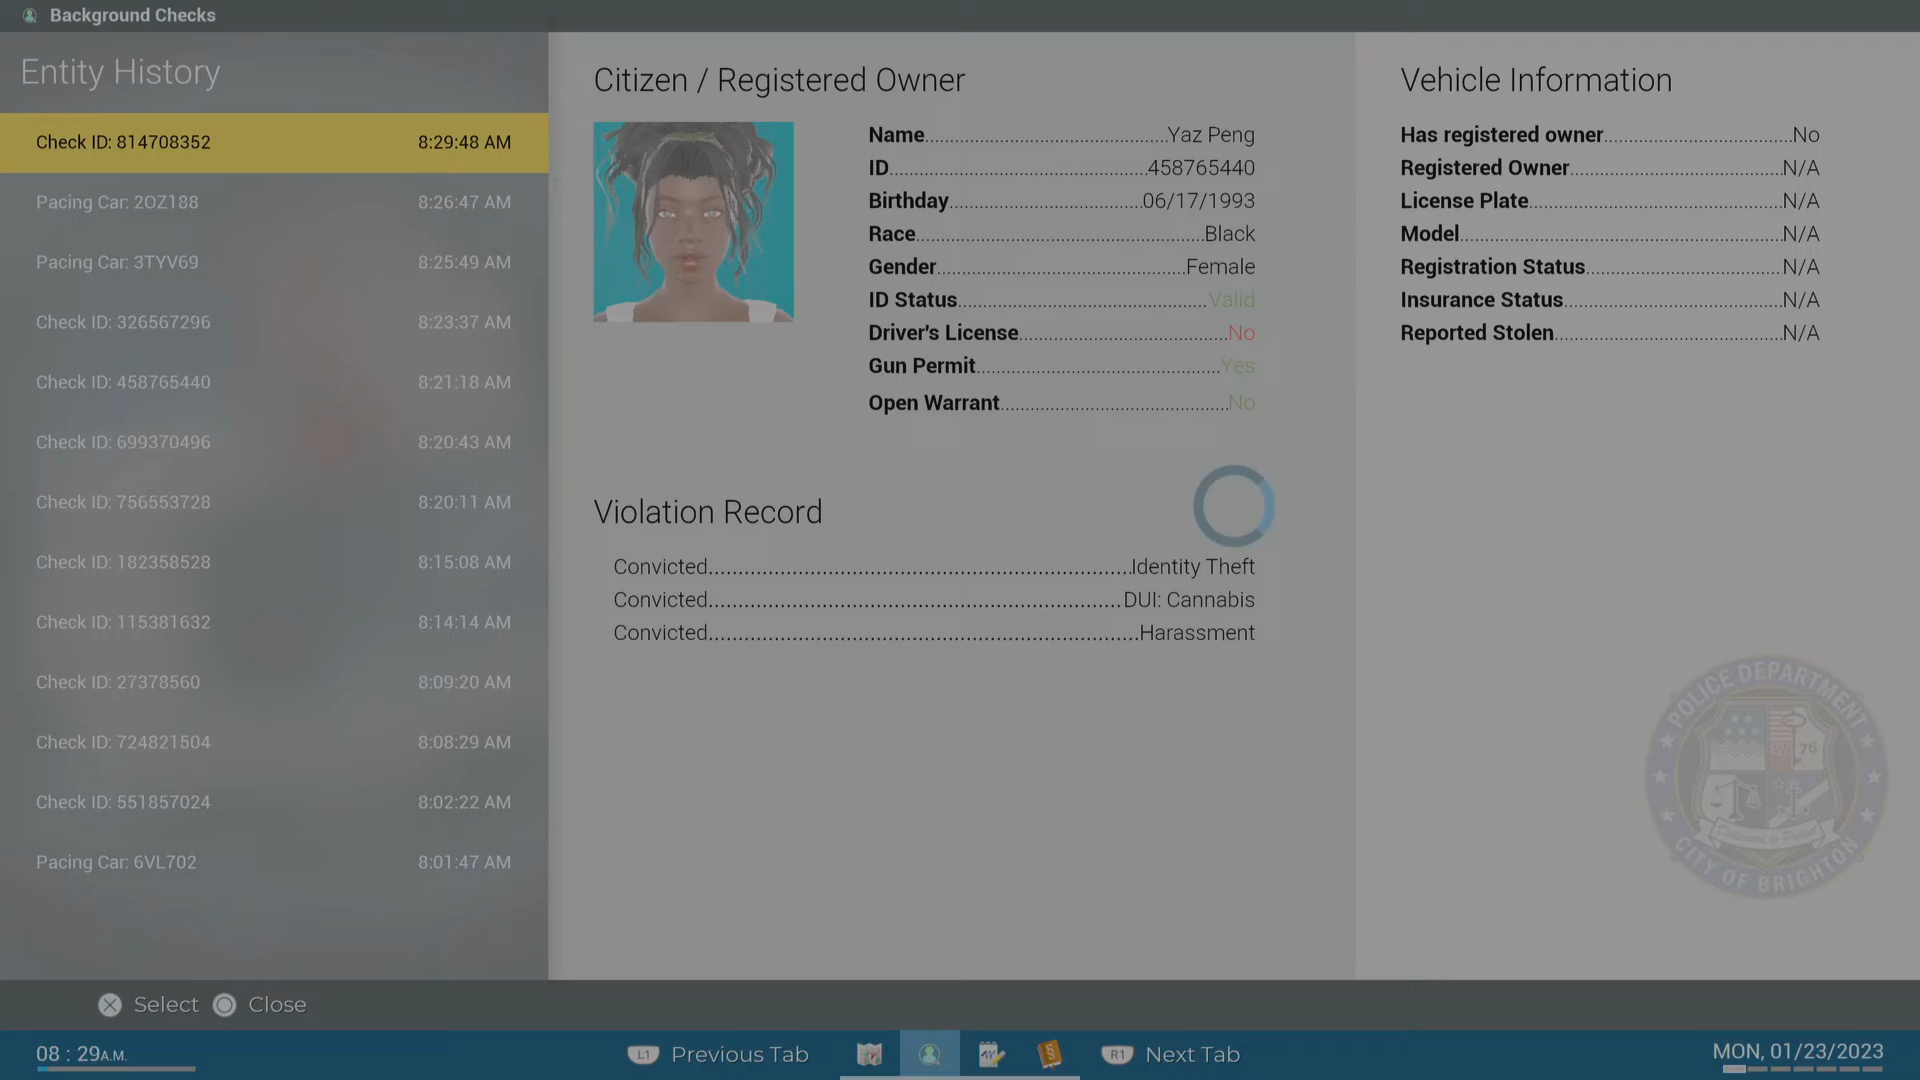 Background Checks
Entity History
Check ID: 814708352 8:29:48 AM
Pacing Car: 2OZ188 8:26:47 AM
Pacing Car: 3TYV69 8:25:49 AM
Check ID: 326567296 8:23:37 AM
Check ID: 458765440 8:21:18 AM
Check ID: 699370496 8:20:43 AM
Check ID: 756553728 8:20:11 AM
Check ID: 182358528 8:15:08 AM
Check ID: 115381632 8:14:14 AM
Check ID: 27378560 8:09:20 AM
Check ID: 724821504 8:08:29 AM
Check ID: 551857024 8:02:22 AM
Pacing Car: 6VL702 8:01:47 AM
Citizen / Registered Owner
Name Yaz Peng
ID 458765440
Birthday 06/17/1993
Race Black
Gender Female
ID Status Valid
Driver's License No
Gun Permit Yes
Open Warrant No
Violation Record
Convicted Identity Theft
Convicted DUI: Cannabis
Convicted Harassment
Vehicle Information
Has registered owner No
Registered Owner N/A
License Plate N/A
Model N/A
Registration Status N/A
Insurance Status N/A
Reported Stolen N/A
POLICE DEPARTMENT
76
CITY OF BRIGHTON
Select Close
08 : 29 A.M.
L1 Previous Tab
R1 Next Tab
MON, 01/23/2023